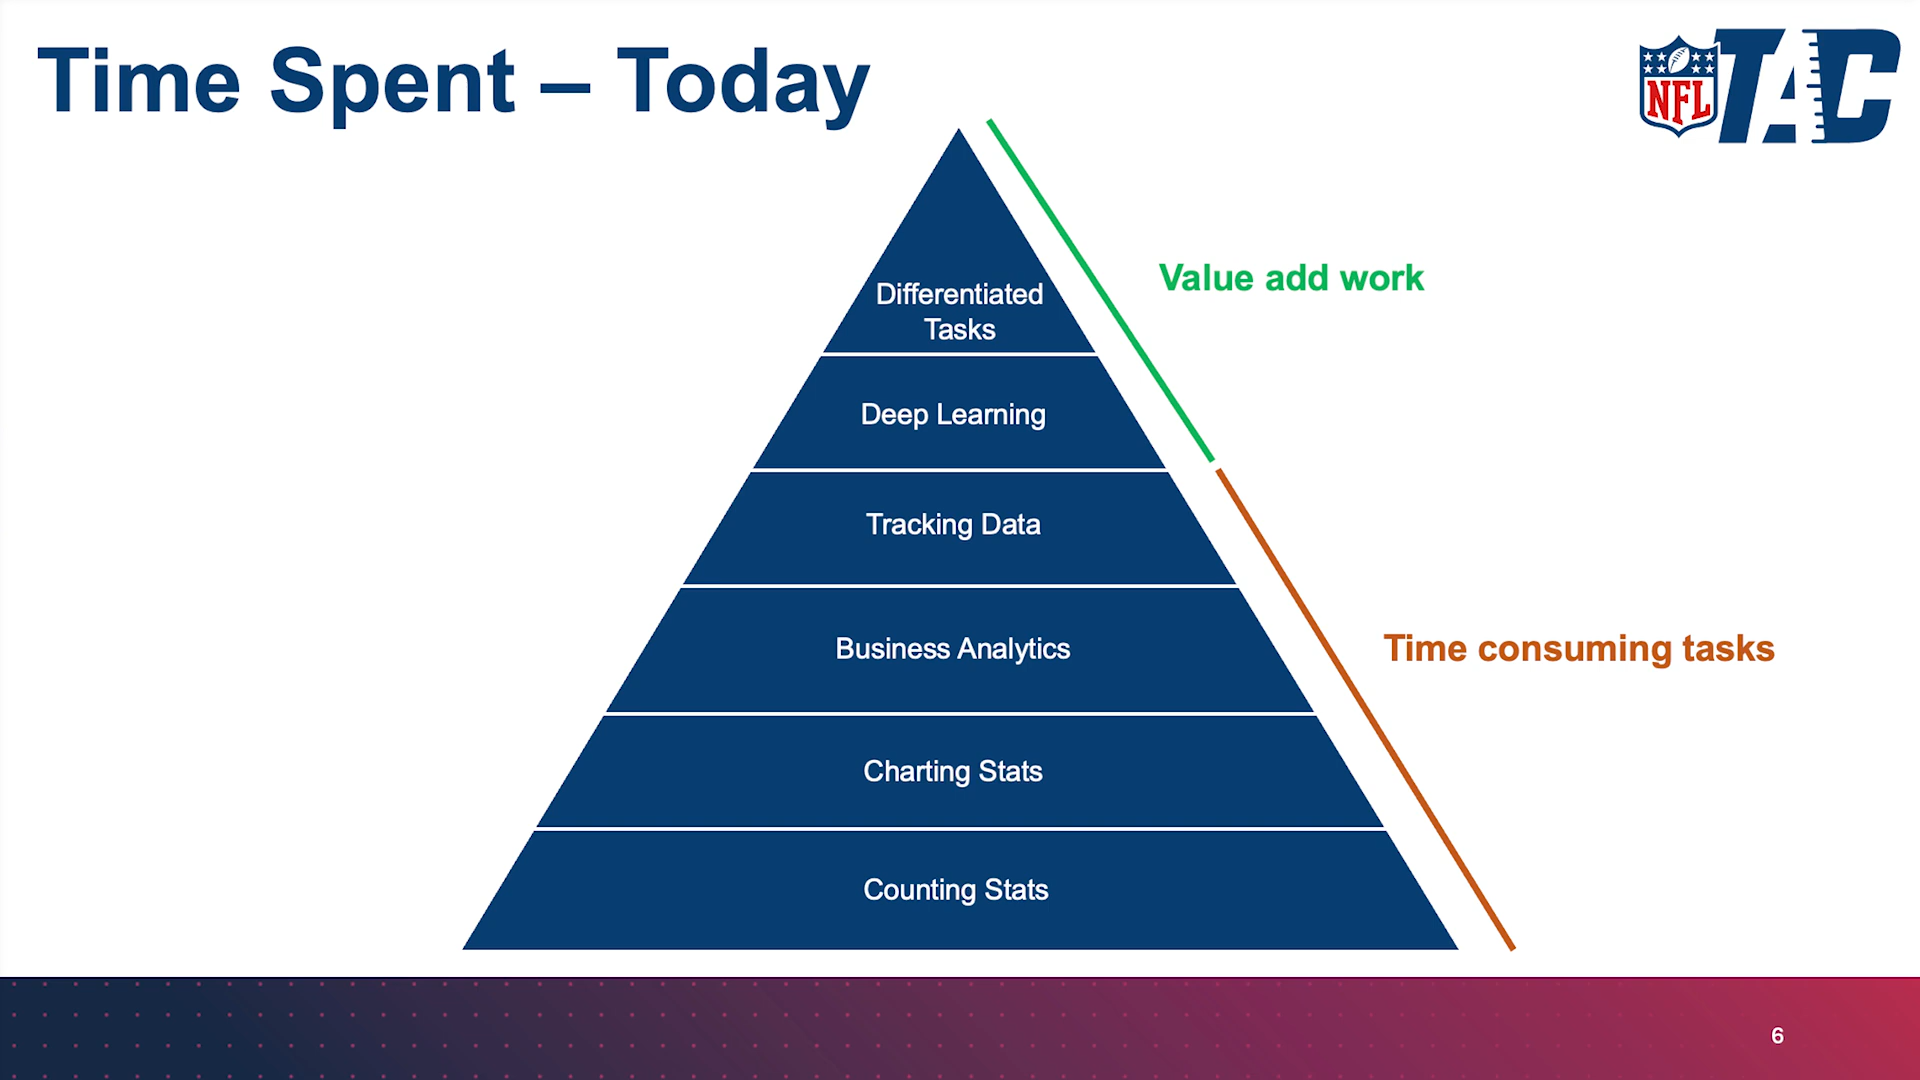 Time Spent – Today
NFL TAC
Value add work
Differentiated
Tasks
Deep Learning
Tracking Data
Business Analytics
Time consuming tasks
Charting Stats
Counting Stats
6